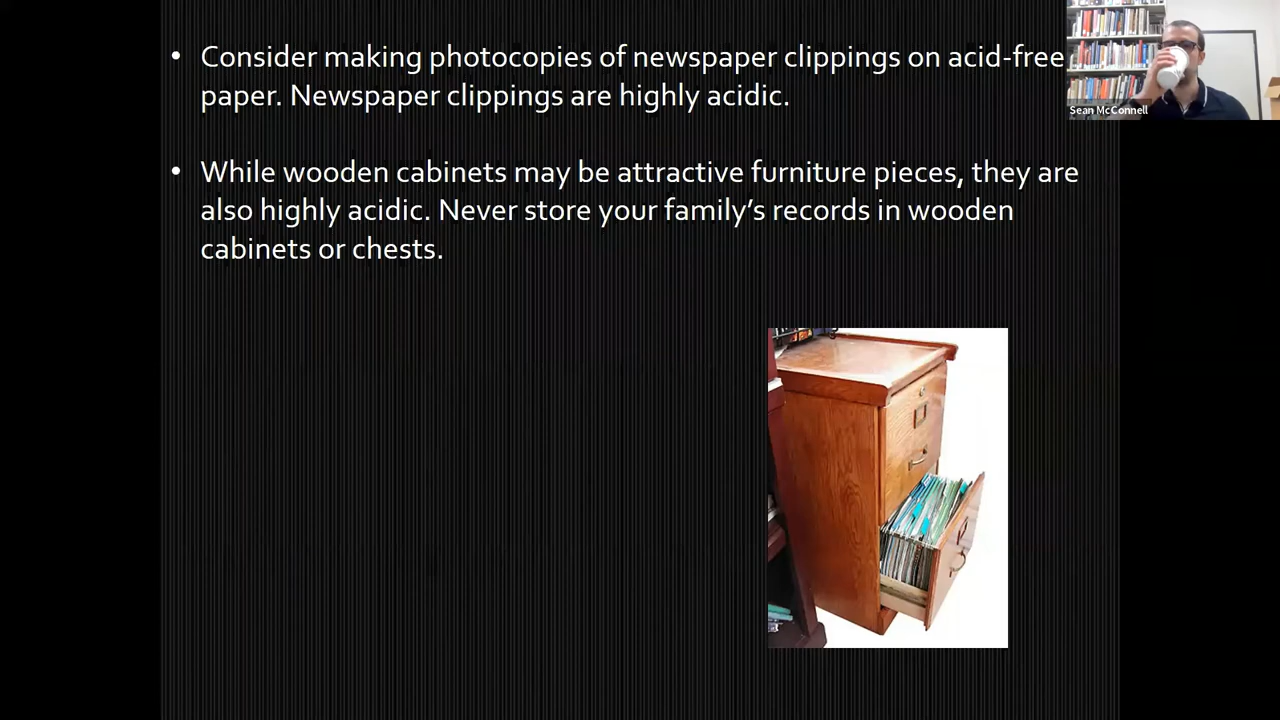 • Consider making photocopies of newspaper clippings on acid-free
paper. Newspaper clippings are highly acidic.
• While wooden cabinets may be attractive furniture pieces, they are
also highly acidic. Never store your family’s records in wooden
cabinets or chests.
Sean McConnell